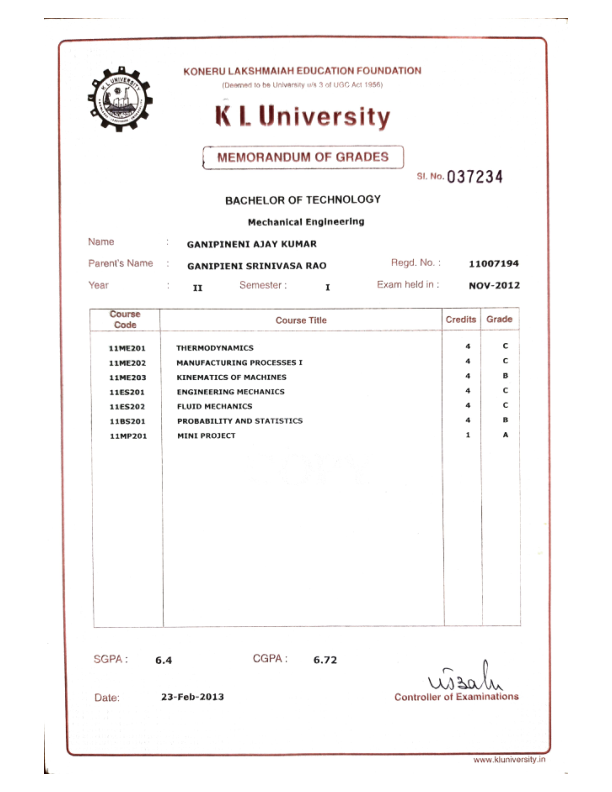 KONERU LAKSHMAIAH EDUCATION FOUNDATION
(Deemed to be University u/s 3 of UGC Act 1956)
K L University
MEMORANDUM OF GRADES
Sl. No. 037234
BACHELOR OF TECHNOLOGY
Mechanical Engineering
Name : GANIPINENI AJAY KUMAR
Parent's Name : GANIPIENI SRINIVASA RAO Regd. No. : 11007194
Year : II Semester : I Exam held in : NOV-2012
Course Code Course Title Credits Grade
11ME201 THERMODYNAMICS 4 C
11ME202 MANUFACTURING PROCESSES I 4 C
11ME203 KINEMATICS OF MACHINES 4 B
11ES201 ENGINEERING MECHANICS 4 C
11ES202 FLUID MECHANICS 4 C
11BS201 PROBABILITY AND STATISTICS 4 B
11MP201 MINI PROJECT 1 A
SGPA : 6.4 CGPA : 6.72
Date: 23-Feb-2013 Controller of Examinations
www.kluniversity.in